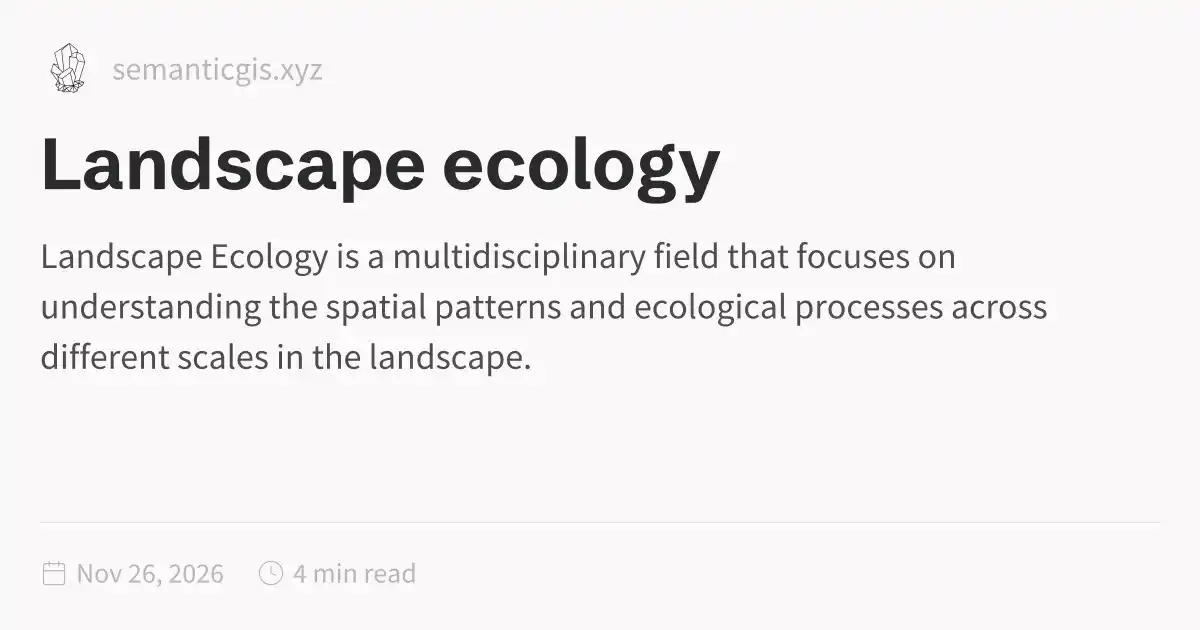 semanticgis.xyz
Landscape ecology
Landscape Ecology is a multidisciplinary field that focuses on
understanding the spatial patterns and ecological processes across
different scales in the landscape.
Nov 26, 2026 4 min read